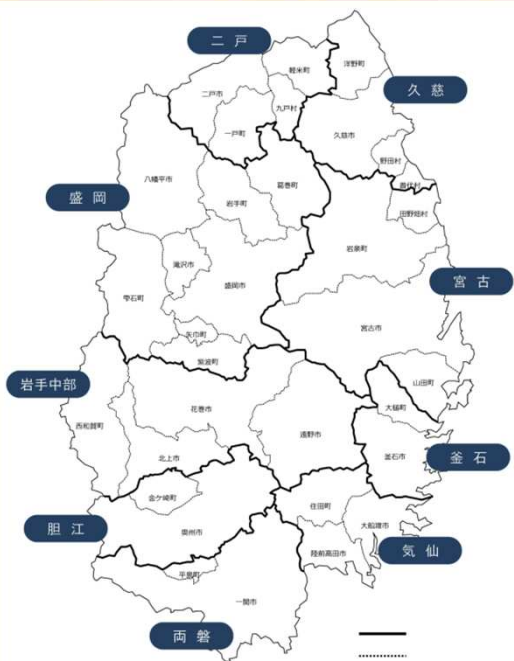 二戸
軽米町
洋野町
二戸市
九戸村
久慈
一戸町
久慈市
野田村
八幡平市
葛巻町
普代村
盛岡
岩手町
田野畑村
岩泉町
滝沢市
盛岡市
宮古
雫石町
矢巾町
宮古市
紫波町
山田町
岩手中部
大槌町
花巻市
西和賀町
遠野市
釜石市
釜石
北上市
金ケ崎町
住田町
胆江
奥州市
大船渡市
気仙
陸前高田市
平泉町
一関市
両磐